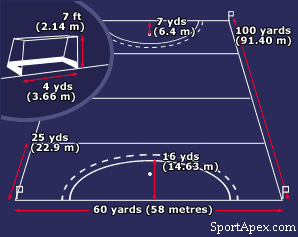 7 ft
(2.14 m)
7 yds
(6.4 m)
100 yards
(91.40 m)
4 yds
(3.66 m)
25 yds
(22.9 m)
16 yds
(14.63 m)
60 yards (58 metres)
SportApex.com